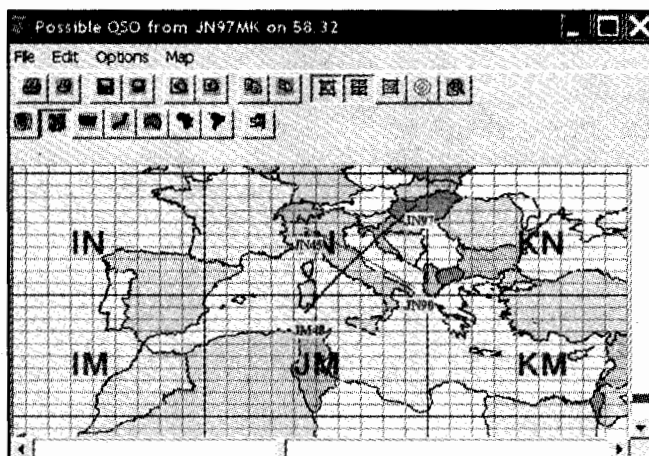 Possible QSO from JN97MK on 58.32
File Edit Options Map
JN97
IN JN45 N KN
JN90
JM48
IM JM KM